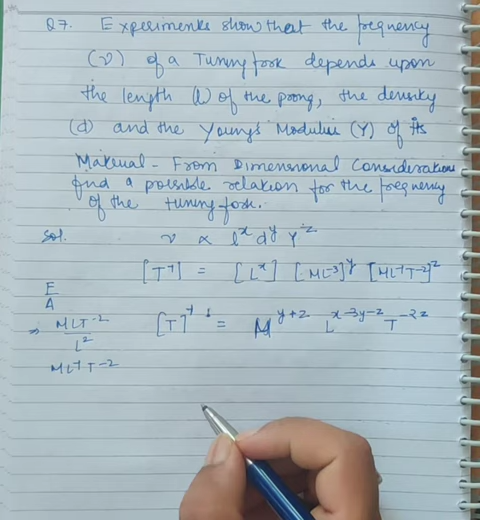 Q7. Experiments show that the frequency
(ν) of a Tuning fork depends upon
the length (l) of the prong, the density
(d) and the Young's Modulus (Y) of its
Material - From Dimensional Considerations
find a possible relation for the frequency
of the tuning fork.
Sol. ν ∝ l^x d^y Y^z
[T⁻¹] = [L^x] [ML⁻³]^y [ML⁻¹T⁻²]^z
F/A
⇒ MLT⁻²/L² [T]⁻¹ = M^{y+z} L^{x-3y-z} T^{-2z}
ML⁻¹T⁻²